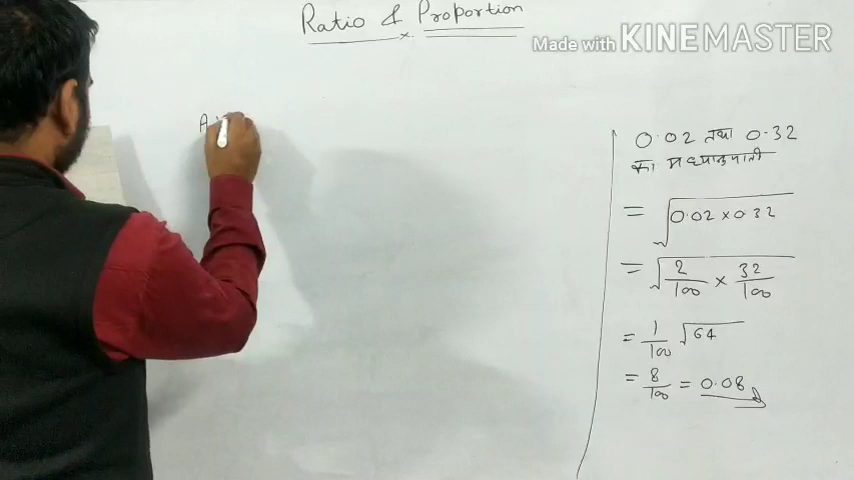 Ratio & Proportion
Made with KINEMASTER
A :
0.02 तथा 0.32
का मध्यानुपाती
= √0.02 × 0.32
= √2/100 × 32/100
= 1/100 √64
= 8/100 = 0.08